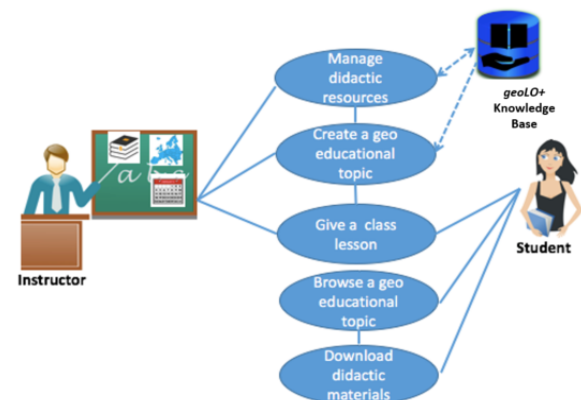 Manage
didactic
resources
geoLO+
Knowledge
Base
Create a geo
educational
topic
abc
Give a class
lesson
Student
Instructor
Browse a geo
educational
topic
Download
didactic
materials